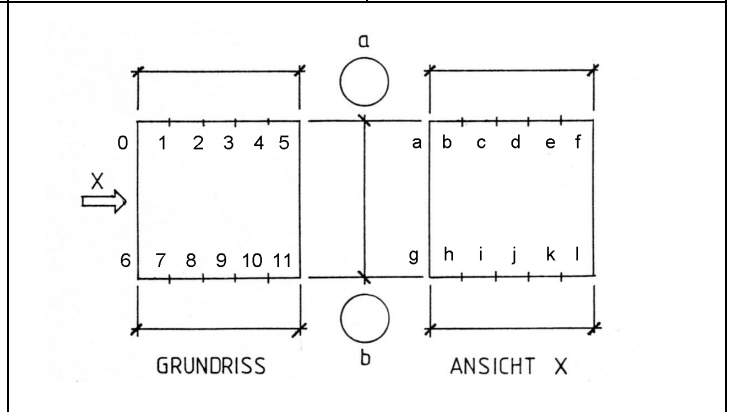 a
0 1 2 3 4 5
a b c d e f
X
6 7 8 9 10 11
g h i j k l
b
GRUNDRISS
ANSICHT X